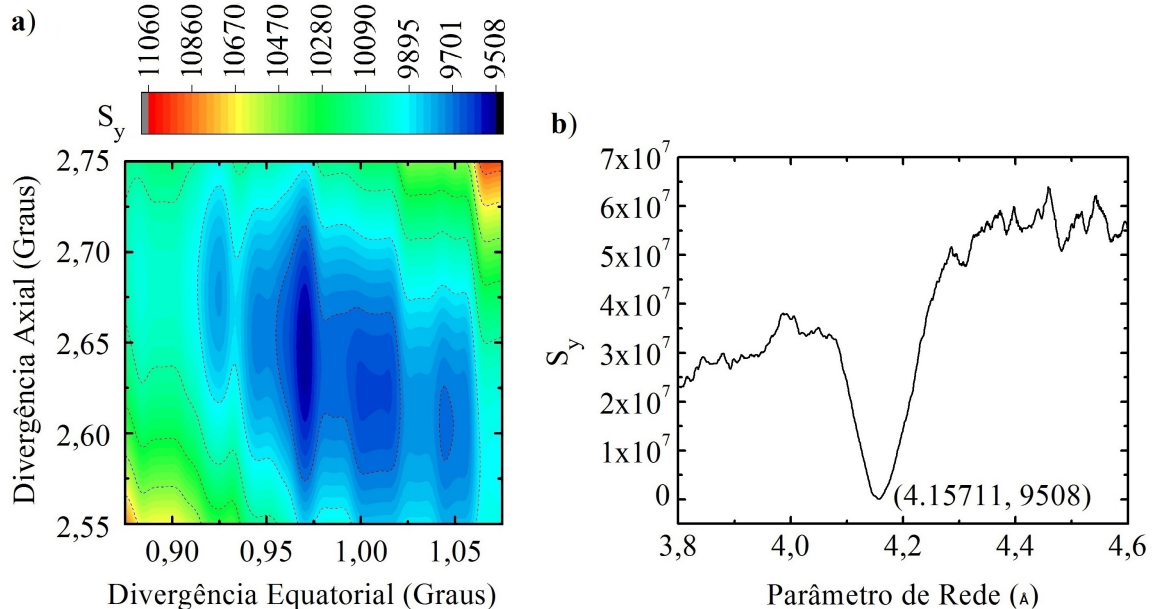 a)
11060
10860
10670
10470
10280
10090
9895
9701
9508
S_y
2,75
2,70
2,65
2,60
2,55
Divergência Axial (Graus)
0,90 0,95 1,00 1,05
Divergência Equatorial (Graus)
b)
7x10^7
6x10^7
5x10^7
4x10^7
3x10^7
2x10^7
1x10^7
0
S_y
(4.15711, 9508)
3,8 4,0 4,2 4,4 4,6
Parâmetro de Rede (Å)